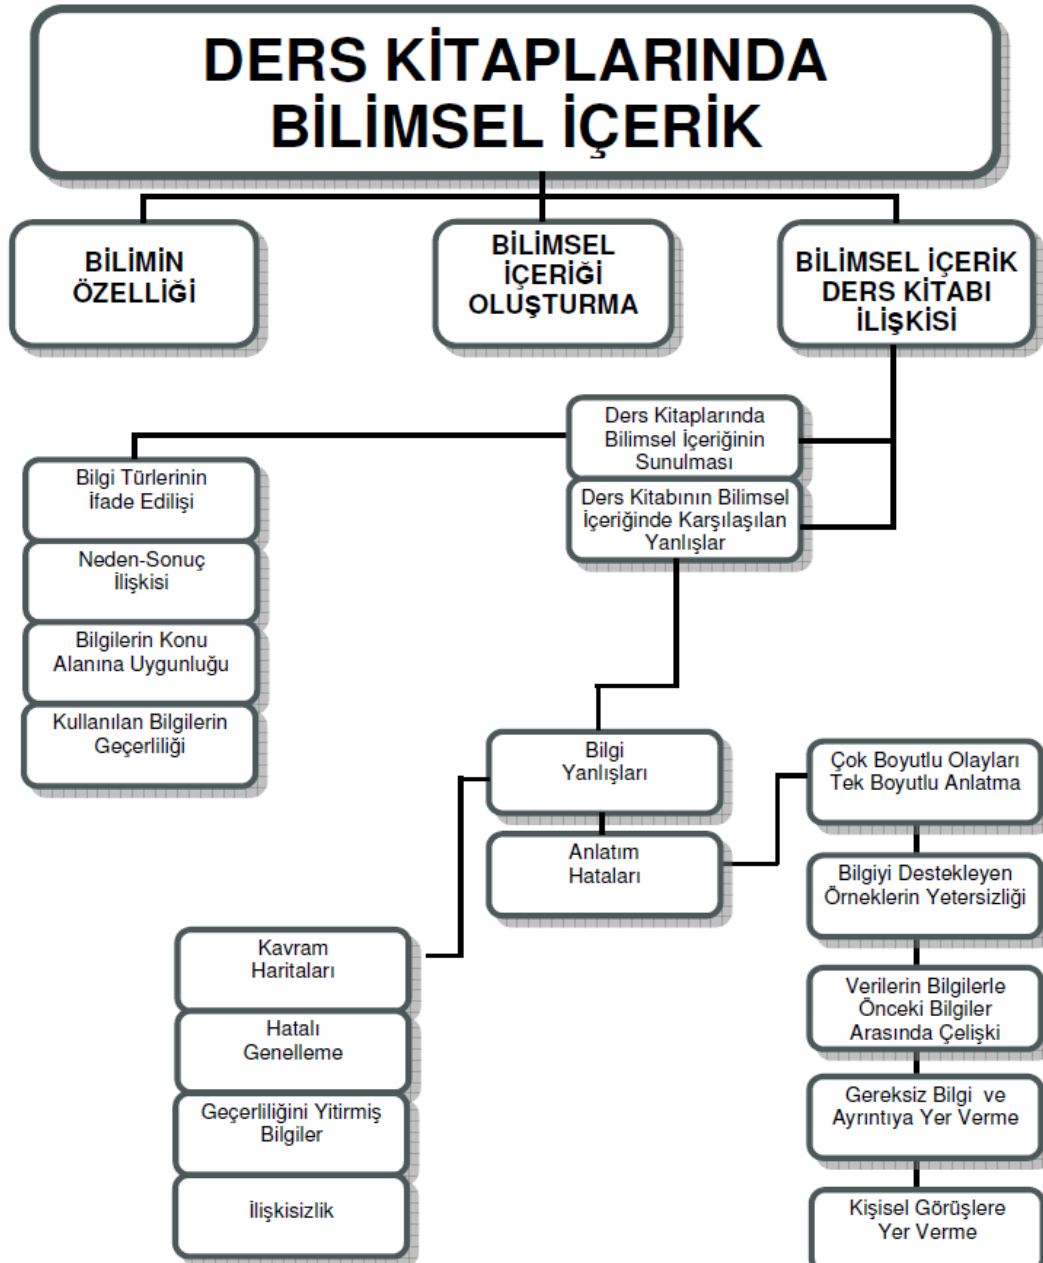 DERS KİTAPLARINDA
BİLİMSEL İÇERİK
BİLİMİN
ÖZELLİĞİ
BİLİMSEL
İÇERİĞİ
OLUŞTURMA
BİLİMSEL İÇERİK
DERS KİTABI
İLİŞKİSİ
Ders Kitaplarında
Bilimsel İçeriğinin
Sunulması
Ders Kitabının Bilimsel
İçeriğinde Karşılaşılan
Yanlışlar
Bilgi Türlerinin
İfade Edilişi
Neden-Sonuç
İlişkisi
Bilgilerin Konu
Alanına Uygunluğu
Kullanılan Bilgilerin
Geçerliliği
Bilgi
Yanlışları
Anlatım
Hataları
Kavram
Haritaları
Hatalı
Genelleme
Geçerliliğini Yitirmiş
Bilgiler
İlişkisizlik
Çok Boyutlu Olayları
Tek Boyutlu Anlatma
Bilgiyi Destekleyen
Örneklerin Yetersizliği
Verilerin Bilgilerle
Önceki Bilgiler
Arasında Çelişki
Gereksiz Bilgi ve
Ayrıntıya Yer Verme
Kişisel Görüşlere
Yer Verme